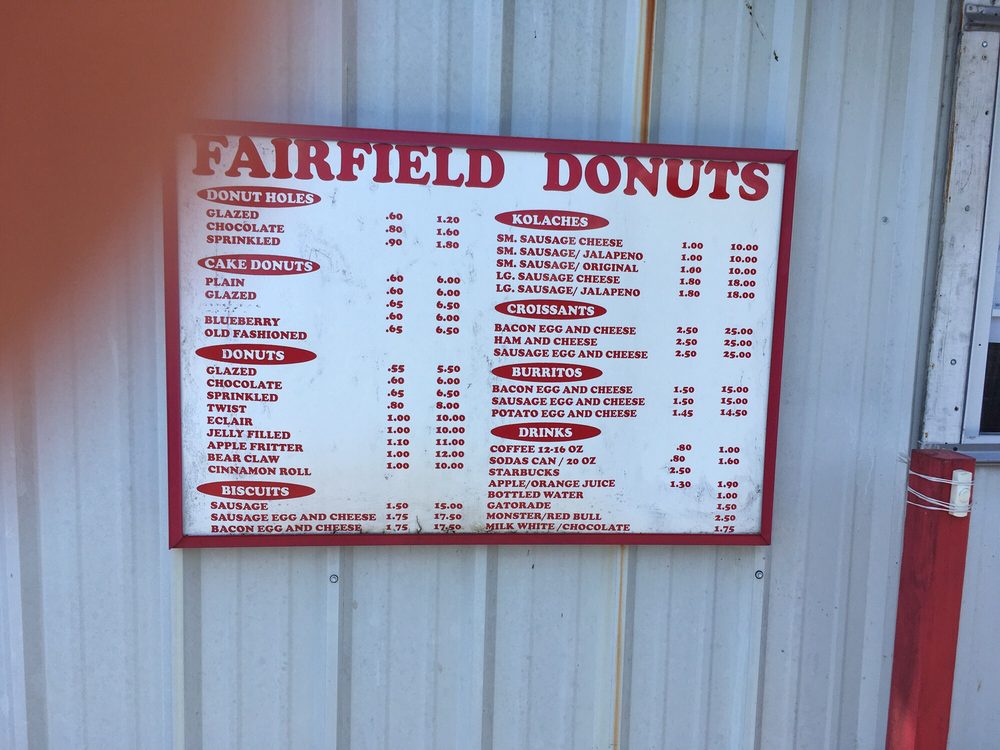 FAIRFIELD DONUTS
DONUT HOLES
GLAZED .60 1.20
CHOCOLATE .80 1.60
SPRINKLED .90 1.80
CAKE DONUTS
PLAIN .60 6.00
GLAZED .60 6.00
.65 6.50
BLUEBERRY .60 6.00
OLD FASHIONED .65 6.50
DONUTS
GLAZED .55 5.50
CHOCOLATE .60 6.00
SPRINKLED .65 6.50
TWIST .80 8.00
ECLAIR 1.00 10.00
JELLY FILLED 1.00 10.00
APPLE FRITTER 1.10 11.00
BEAR CLAW 1.00 12.00
CINNAMON ROLL 1.00 10.00
BISCUITS
SAUSAGE 1.50 15.00
SAUSAGE EGG AND CHEESE 1.75 17.50
BACON EGG AND CHEESE 1.75 17.50
KOLACHES
SM. SAUSAGE CHEESE 1.00 10.00
SM. SAUSAGE/ JALAPENO 1.00 10.00
SM. SAUSAGE/ ORIGINAL 1.00 10.00
LG. SAUSAGE CHEESE 1.80 18.00
LG. SAUSAGE/ JALAPENO 1.80 18.00
CROISSANTS
BACON EGG AND CHEESE 2.50 25.00
HAM AND CHEESE 2.50 25.00
SAUSAGE EGG AND CHEESE 2.50 25.00
BURRITOS
BACON EGG AND CHEESE 1.50 15.00
SAUSAGE EGG AND CHEESE 1.50 15.00
POTATO EGG AND CHEESE 1.45 14.50
DRINKS
COFFEE 12-16 OZ .80 1.00
SODAS CAN / 20 OZ .80 1.60
STARBUCKS 2.50
APPLE/ORANGE JUICE 1.30 1.90
BOTTLED WATER 1.00
GATORADE 1.50
MONSTER/RED BULL 2.50
MILK WHITE /CHOCOLATE 1.75